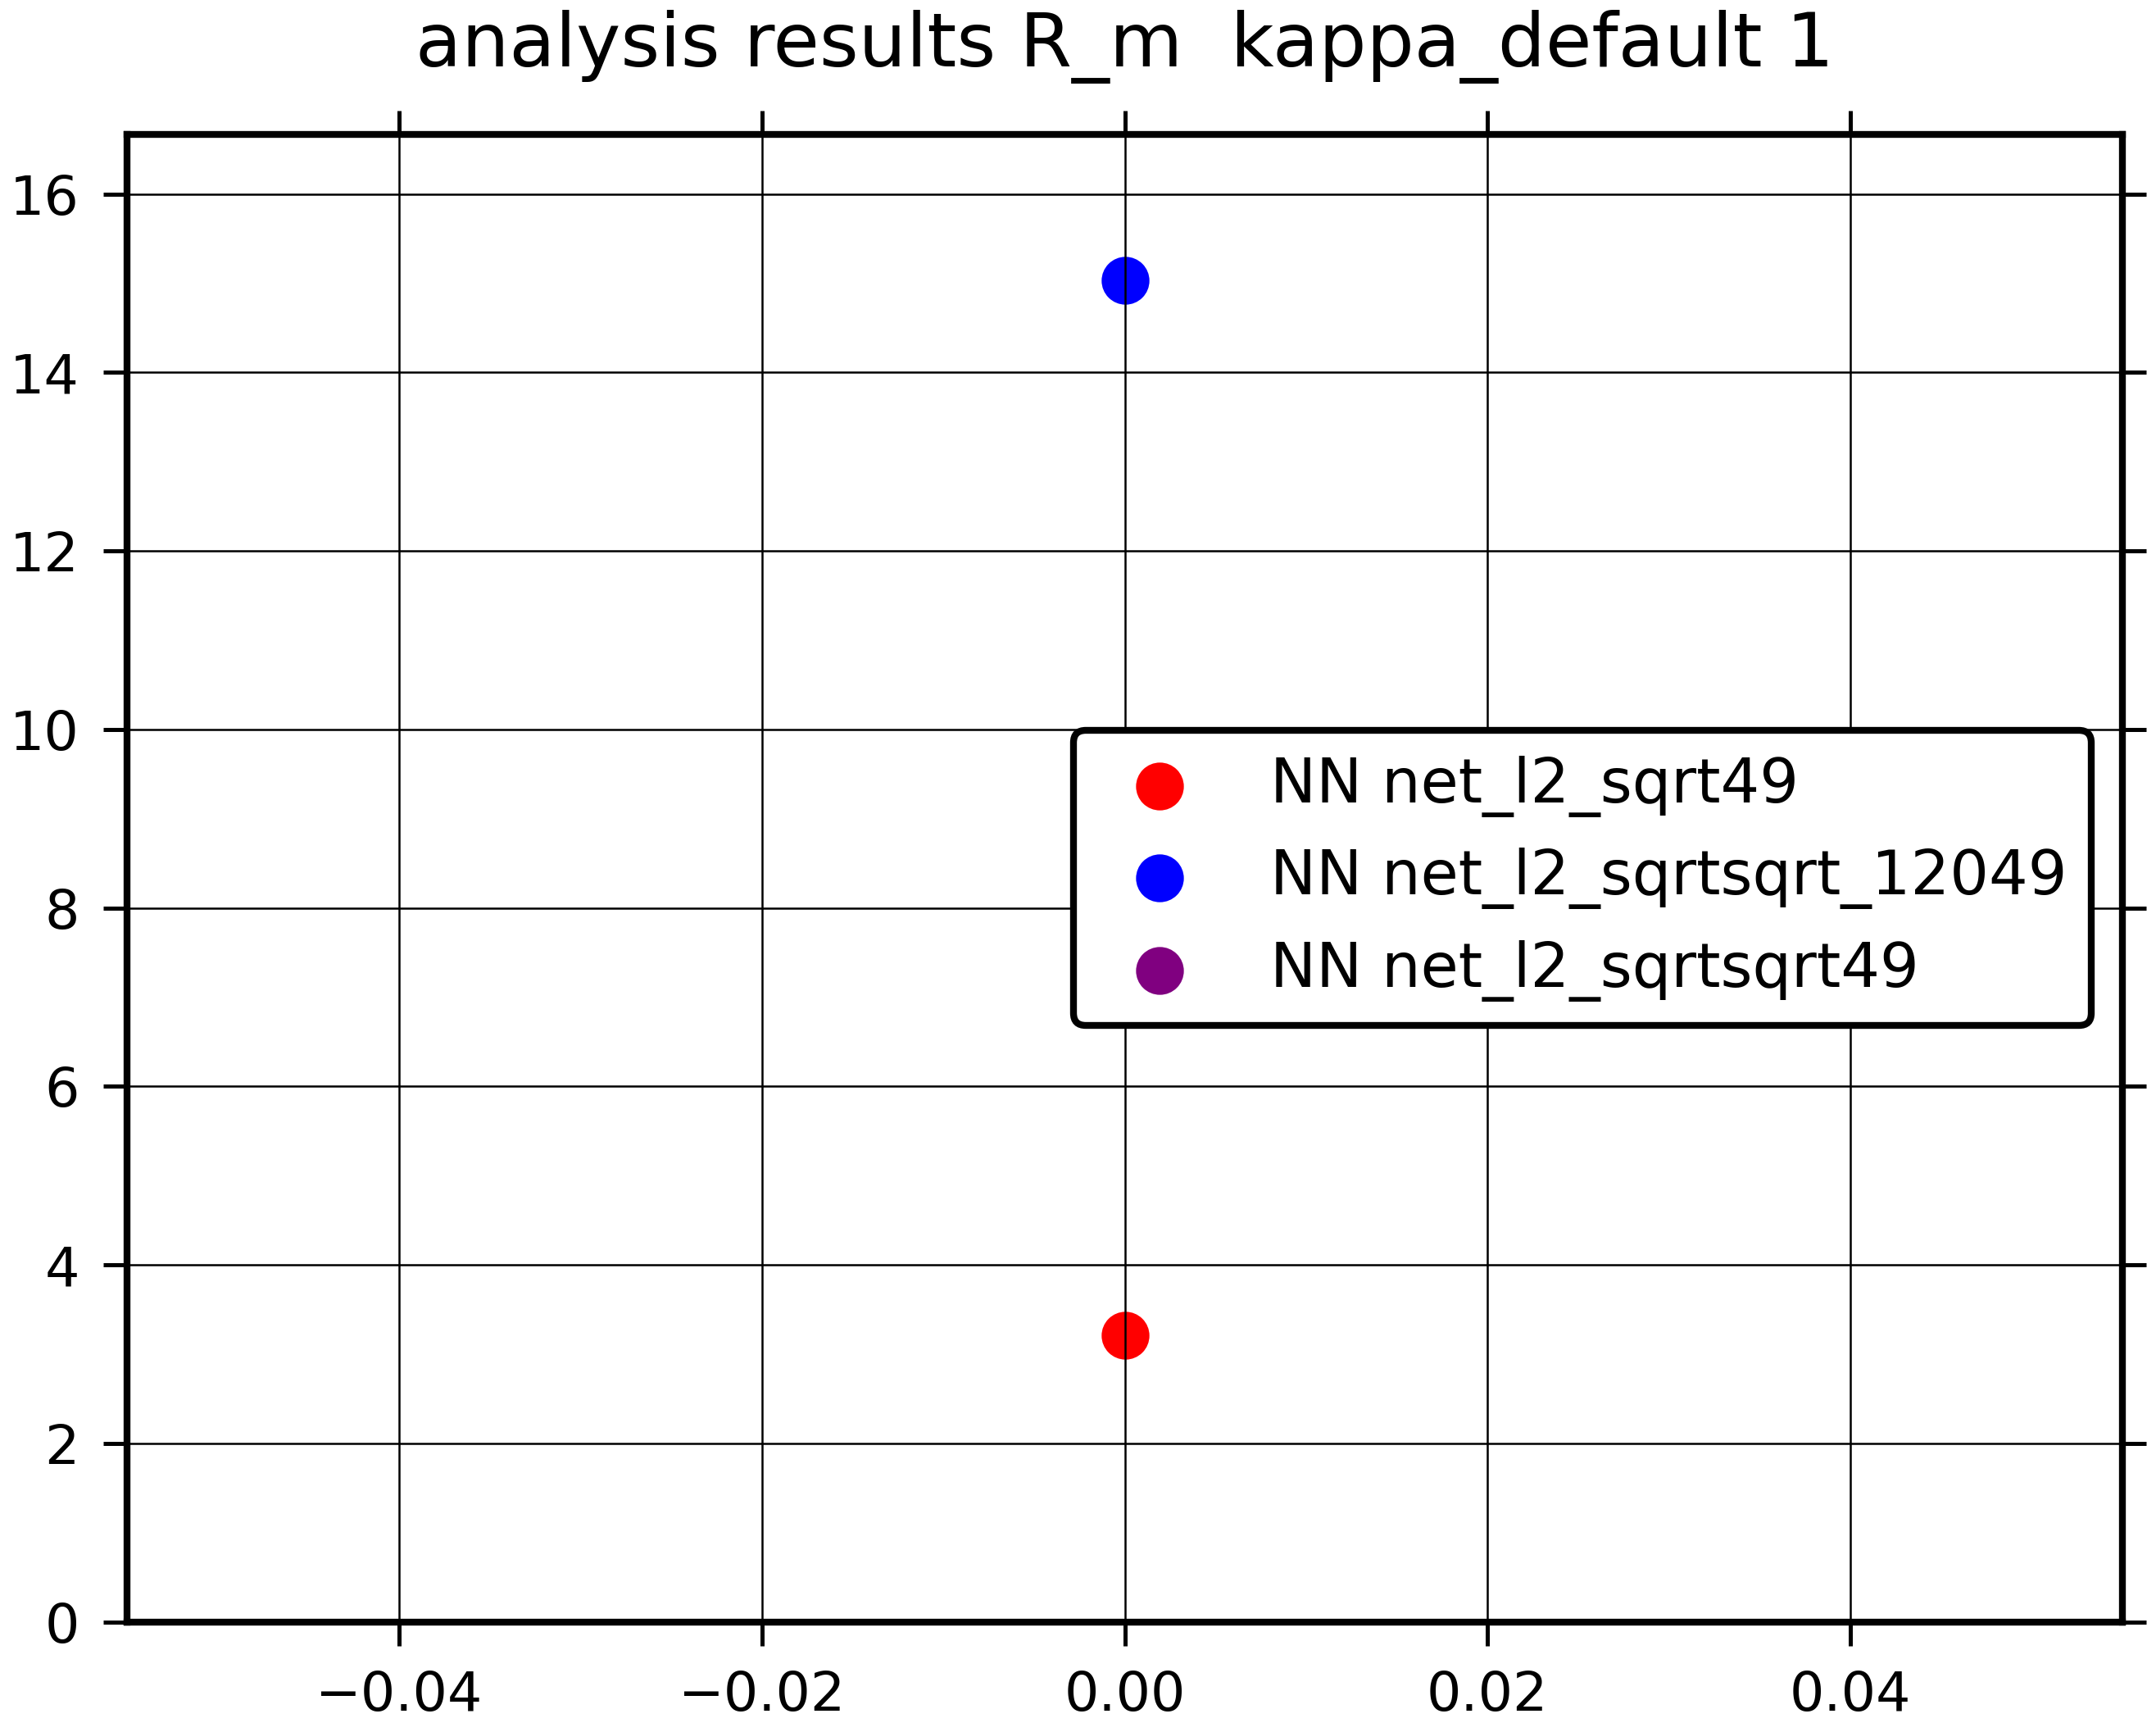 analysis results R_m  kappa_default 1
16
14
12
10
8
6
4
2
0
NN net_l2_sqrt49
NN net_l2_sqrtsqrt_12049
NN net_l2_sqrtsqrt49
−0.04 −0.02 0.00 0.02 0.04